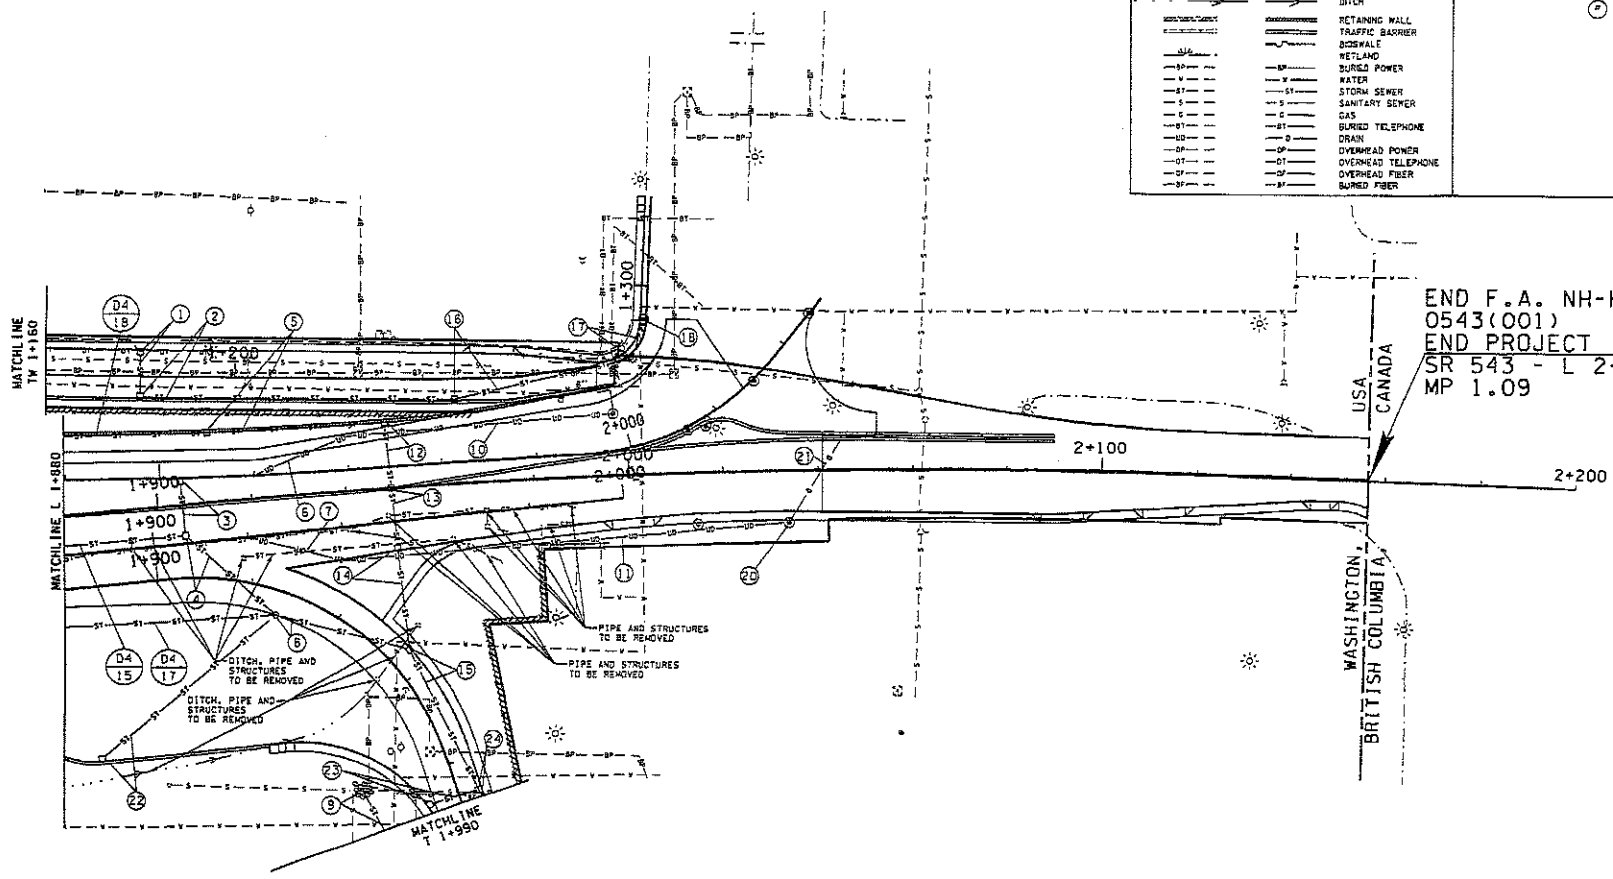 DITCH
RETAINING WALL
TRAFFIC BARRIER
BIOSWALE
WETLAND
BURIED POWER
WATER
STORM SEWER
SANITARY SEWER
GAS
BURIED TELEPHONE
DRAIN
OVERHEAD POWER
OVERHEAD TELEPHONE
OVERHEAD FIBER
BURIED FIBER
END F.A. NH-
0543(001)
END PROJECT
SR 543 - L 2+
MP 1.09
USA
CANADA
WASHINGTON,
BRITISH COLUMBIA,
MATCHLINE
TW 1+160
MATCHLINE L 1+880
MATCHLINE
T 1+990
D4
18
1
2
5
16
17
18
1+300
2+000
2+000
2+000
2+100
2+200
1+900
1+900
1+900
3
6
7
10
12
13
21
4
14
11
20
6
15
D4
15
D4
17
DITCH, PIPE AND
STRUCTURES
TO BE REMOVED
DITCH, PIPE AND
STRUCTURES
TO BE REMOVED
PIPE AND STRUCTURES
TO BE REMOVED
PIPE AND STRUCTURES
TO BE REMOVED
22
23
24
9